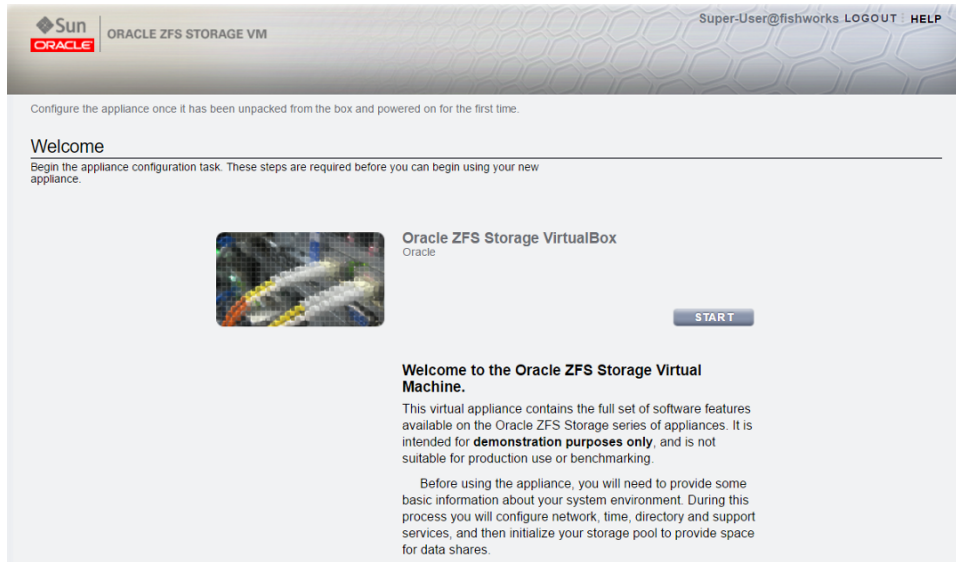 Sun
ORACLE
ORACLE ZFS STORAGE VM
Super-User@fishworks LOGOUT HELP
Configure the appliance once it has been unpacked from the box and powered on for the first time.
Welcome
Begin the appliance configuration task. These steps are required before you can begin using your new
appliance.
Oracle ZFS Storage VirtualBox
Oracle
START
Welcome to the Oracle ZFS Storage Virtual
Machine.
This virtual appliance contains the full set of software features
available on the Oracle ZFS Storage series of appliances. It is
intended for demonstration purposes only, and is not
suitable for production use or benchmarking.
Before using the appliance, you will need to provide some
basic information about your system environment. During this
process you will configure network, time, directory and support
services, and then initialize your storage pool to provide space
for data shares.